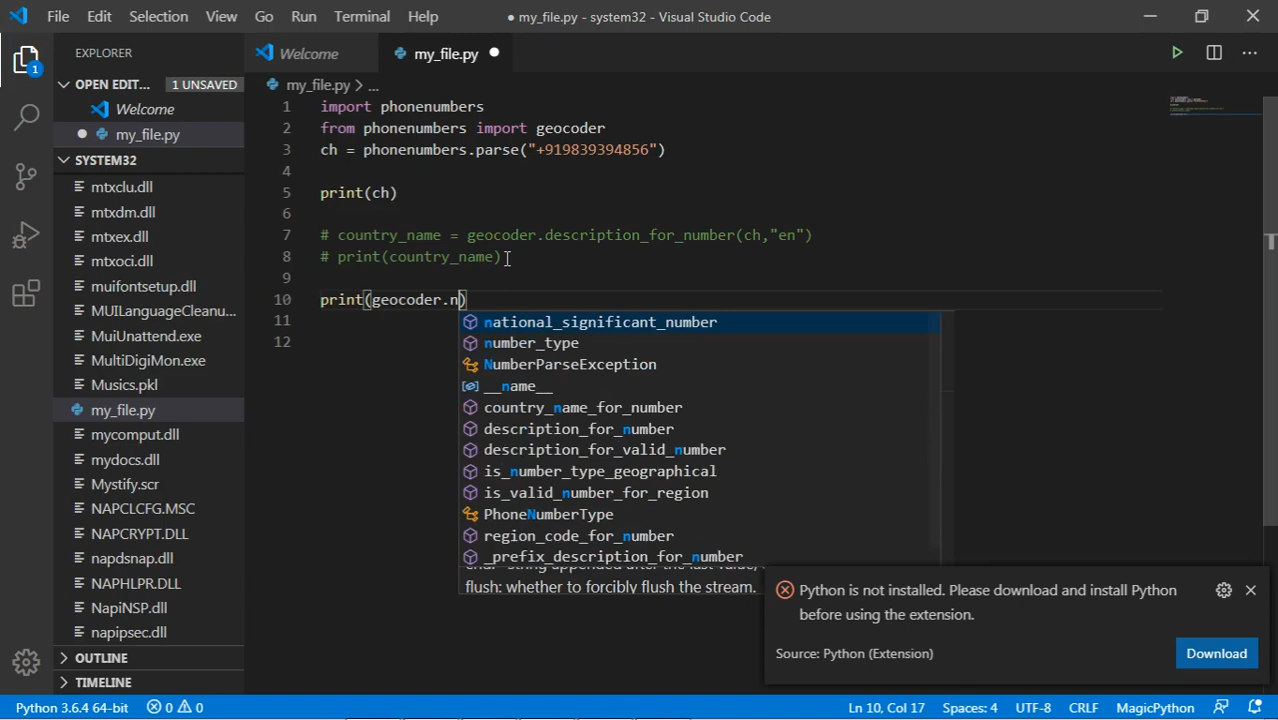 File Edit Selection View Go Run Terminal Help
● my_file.py - system32 - Visual Studio Code
EXPLORER
1
OPEN EDIT... 1 UNSAVED
Welcome
my_file.py
SYSTEM32
mtxclu.dll
mtxdm.dll
mtxex.dll
mtxoci.dll
muifontsetup.dll
MUILanguageCleanu...
MuiUnattend.exe
MultiDigiMon.exe
Musics.pkl
my_file.py
mycomput.dll
mydocs.dll
Mystify.scr
NAPCLCFG.MSC
NAPCRYPT.DLL
napdsnap.dll
NAPHLPR.DLL
NapiNSP.dll
napipsec.dll
OUTLINE
TIMELINE
Welcome my_file.py
my_file.py > ...
1 import phonenumbers
2 from phonenumbers import geocoder
3 ch = phonenumbers.parse("+919839394856")
4
5 print(ch)
6
7 # country_name = geocoder.description_for_number(ch,"en")
8 # print(country_name)
9
10 print(geocoder.n)
11
12
national_significant_number
number_type
NumberParseException
__name__
country_name_for_number
description_for_number
description_for_valid_number
is_number_type_geographical
is_valid_number_for_region
PhoneNumberType
region_code_for_number
_prefix_description_for_number
flush: whether to forcibly flush the stream.
Python is not installed. Please download and install Python
before using the extension.
Source: Python (Extension) Download
Python 3.6.4 64-bit 0 0 Ln 10, Col 17 Spaces: 4 UTF-8 CRLF MagicPython